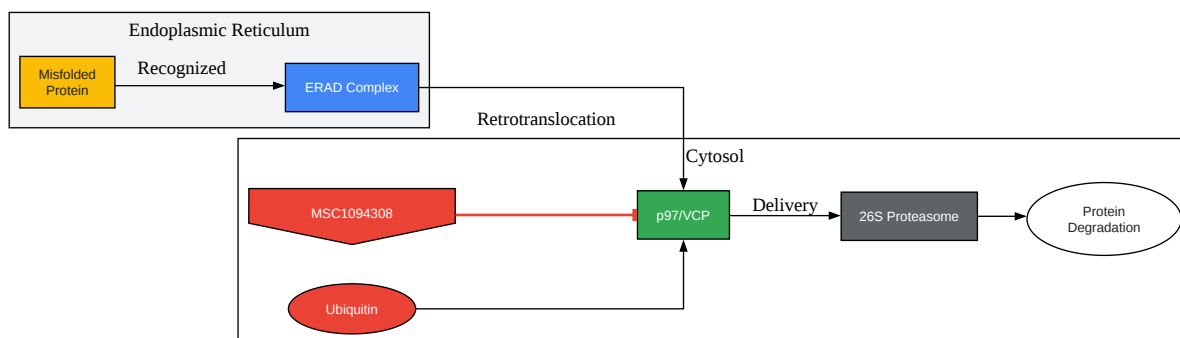 Endoplasmic Reticulum
Misfolded
Protein
Recognized
ERAD Complex
Retrotranslocation
Cytosol
MSC1094308
p97/VCP
Delivery
26S Proteasome
Protein
Degradation
Ubiquitin